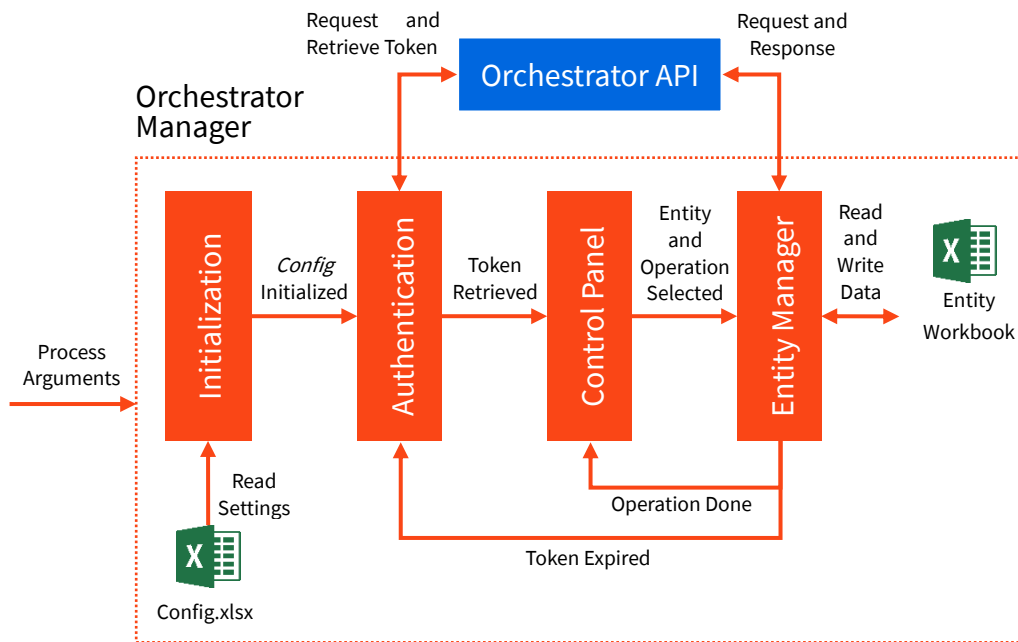 Request and
Retrieve Token
Request and
Response
Orchestrator API
Orchestrator
Manager
Initialization
Config
Initialized
Authentication
Token
Retrieved
Control Panel
Entity
and
Operation
Selected
Entity Manager
Read
and
Write
Data
X
Entity
Workbook
Process
Arguments
Read
Settings
Operation Done
Token Expired
X
Config.xlsx